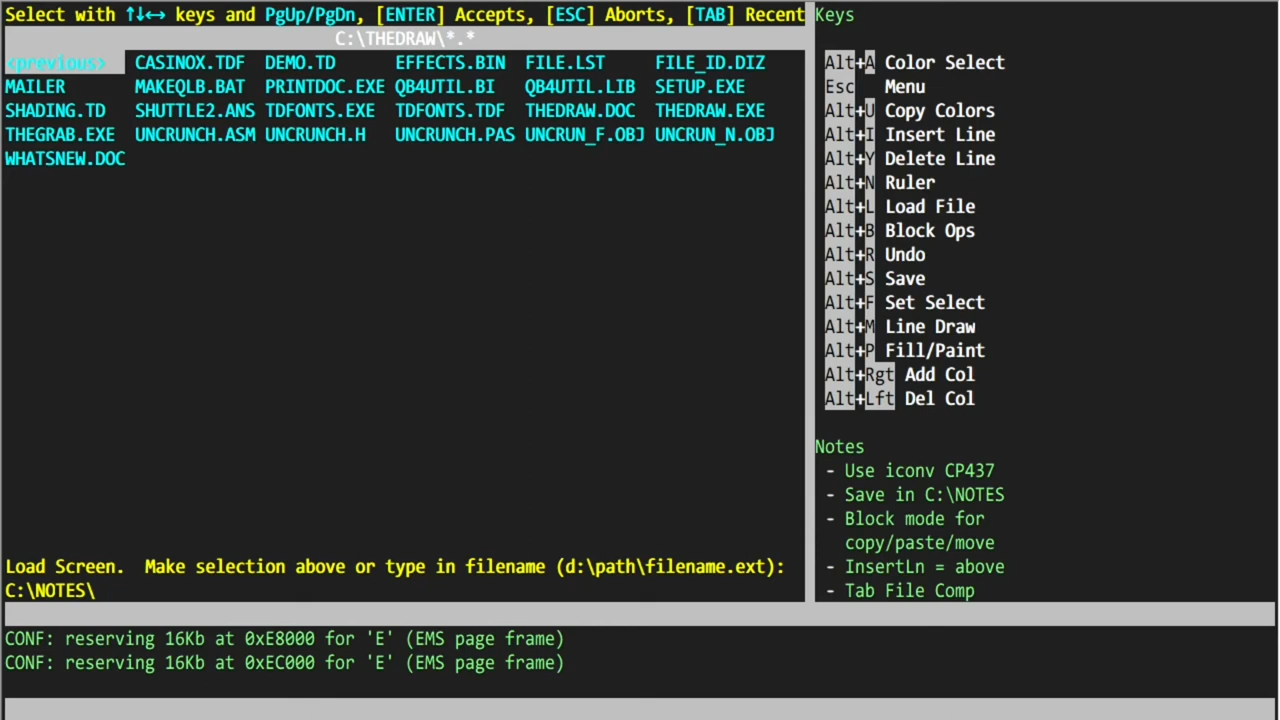 Select with ↑↓↔ keys and PgUp/PgDn, [ENTER] Accepts, [ESC] Aborts, [TAB] Recent
C:\THEDRAW\*.*
<previous> CASINOX.TDF DEMO.TD EFFECTS.BIN FILE.LST FILE_ID.DIZ
MAILER MAKEQLB.BAT PRINTDOC.EXE QB4UTIL.BI QB4UTIL.LIB SETUP.EXE
SHADING.TD SHUTTLE2.ANS TDFONTS.EXE TDFONTS.TDF THEDRAW.DOC THEDRAW.EXE
THEGRAB.EXE UNCRUNCH.ASM UNCRUNCH.H UNCRUNCH.PAS UNCRUN_F.OBJ UNCRUN_N.OBJ
WHATSNEW.DOC
Load Screen. Make selection above or type in filename (d:\path\filename.ext):
C:\NOTES\
Keys
Alt+A Color Select
Esc Menu
Alt+U Copy Colors
Alt+I Insert Line
Alt+Y Delete Line
Alt+N Ruler
Alt+L Load File
Alt+B Block Ops
Alt+R Undo
Alt+S Save
Alt+F Set Select
Alt+M Line Draw
Alt+P Fill/Paint
Alt+Rgt Add Col
Alt+Lft Del Col
Notes
- Use iconv CP437
- Save in C:\NOTES
- Block mode for
copy/paste/move
- InsertLn = above
- Tab File Comp
CONF: reserving 16Kb at 0xE8000 for 'E' (EMS page frame)
CONF: reserving 16Kb at 0xEC000 for 'E' (EMS page frame)